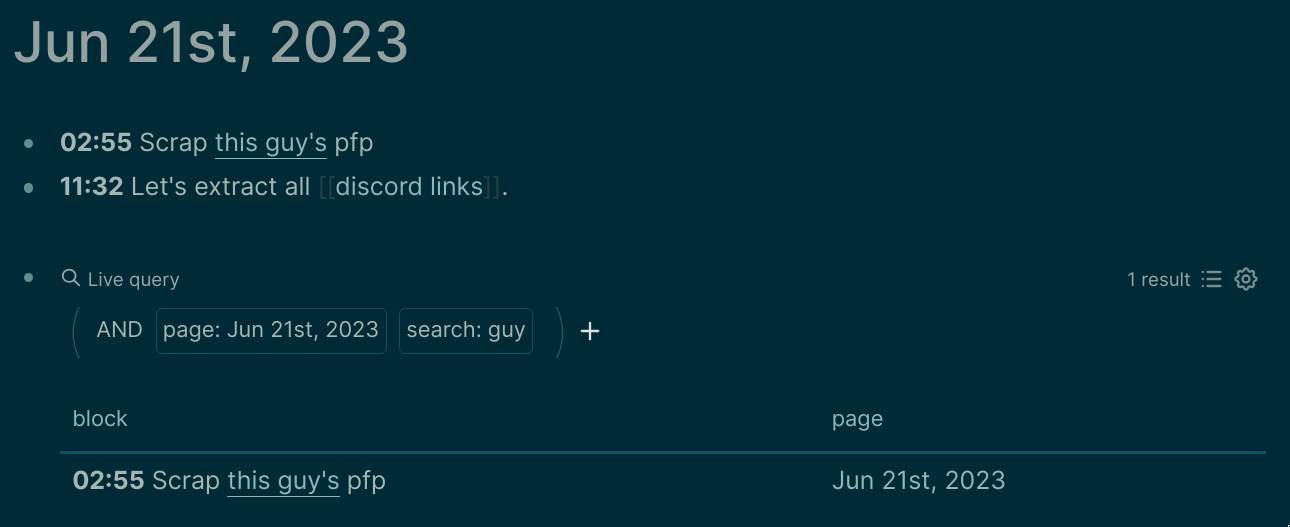 Jun 21st, 2023
02:55 Scrap this guy's pfp
11:32 Let's extract all [[discord links]].
Live query
1 result
AND page: Jun 21st, 2023 search: guy +
block page
02:55 Scrap this guy's pfp Jun 21st, 2023